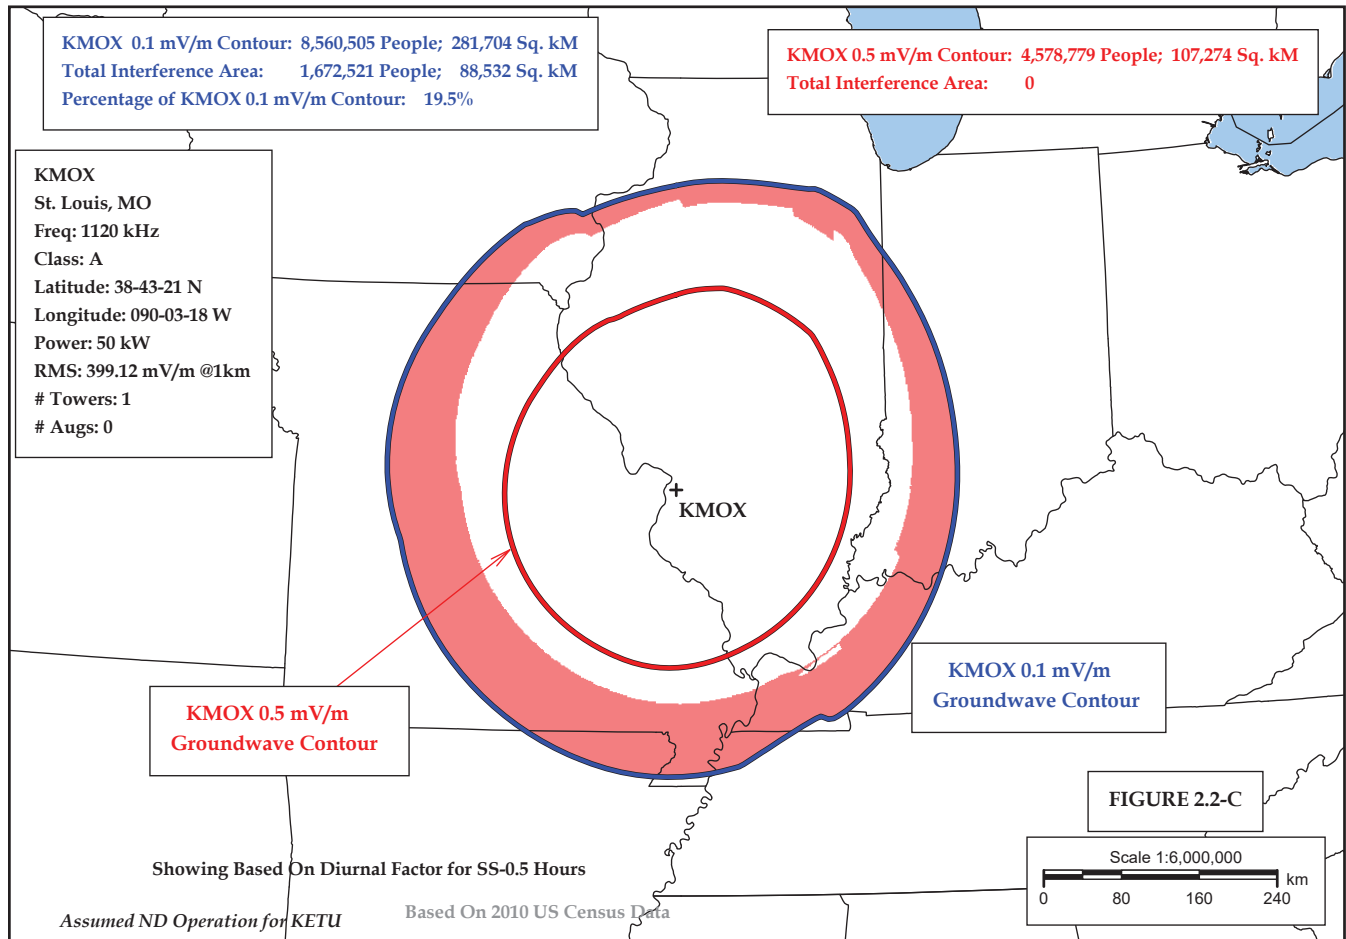 KMOX 0.1 mV/m Contour: 8,560,505 People; 281,704 Sq. kM
Total Interference Area: 1,672,521 People; 88,532 Sq. kM
Percentage of KMOX 0.1 mV/m Contour: 19.5%
KMOX 0.5 mV/m Contour: 4,578,779 People; 107,274 Sq. kM
Total Interference Area: 0
KMOX
St. Louis, MO
Freq: 1120 kHz
Class: A
Latitude: 38-43-21 N
Longitude: 090-03-18 W
Power: 50 kW
RMS: 399.12 mV/m @1km
# Towers: 1
# Augs: 0
KMOX
KMOX 0.1 mV/m
Groundwave Contour
KMOX 0.5 mV/m
Groundwave Contour
FIGURE 2.2-C
Scale 1:6,000,000
km
0 80 160 240
Showing Based On Diurnal Factor for SS-0.5 Hours
Assumed ND Operation for KETU
Based On 2010 US Census Data